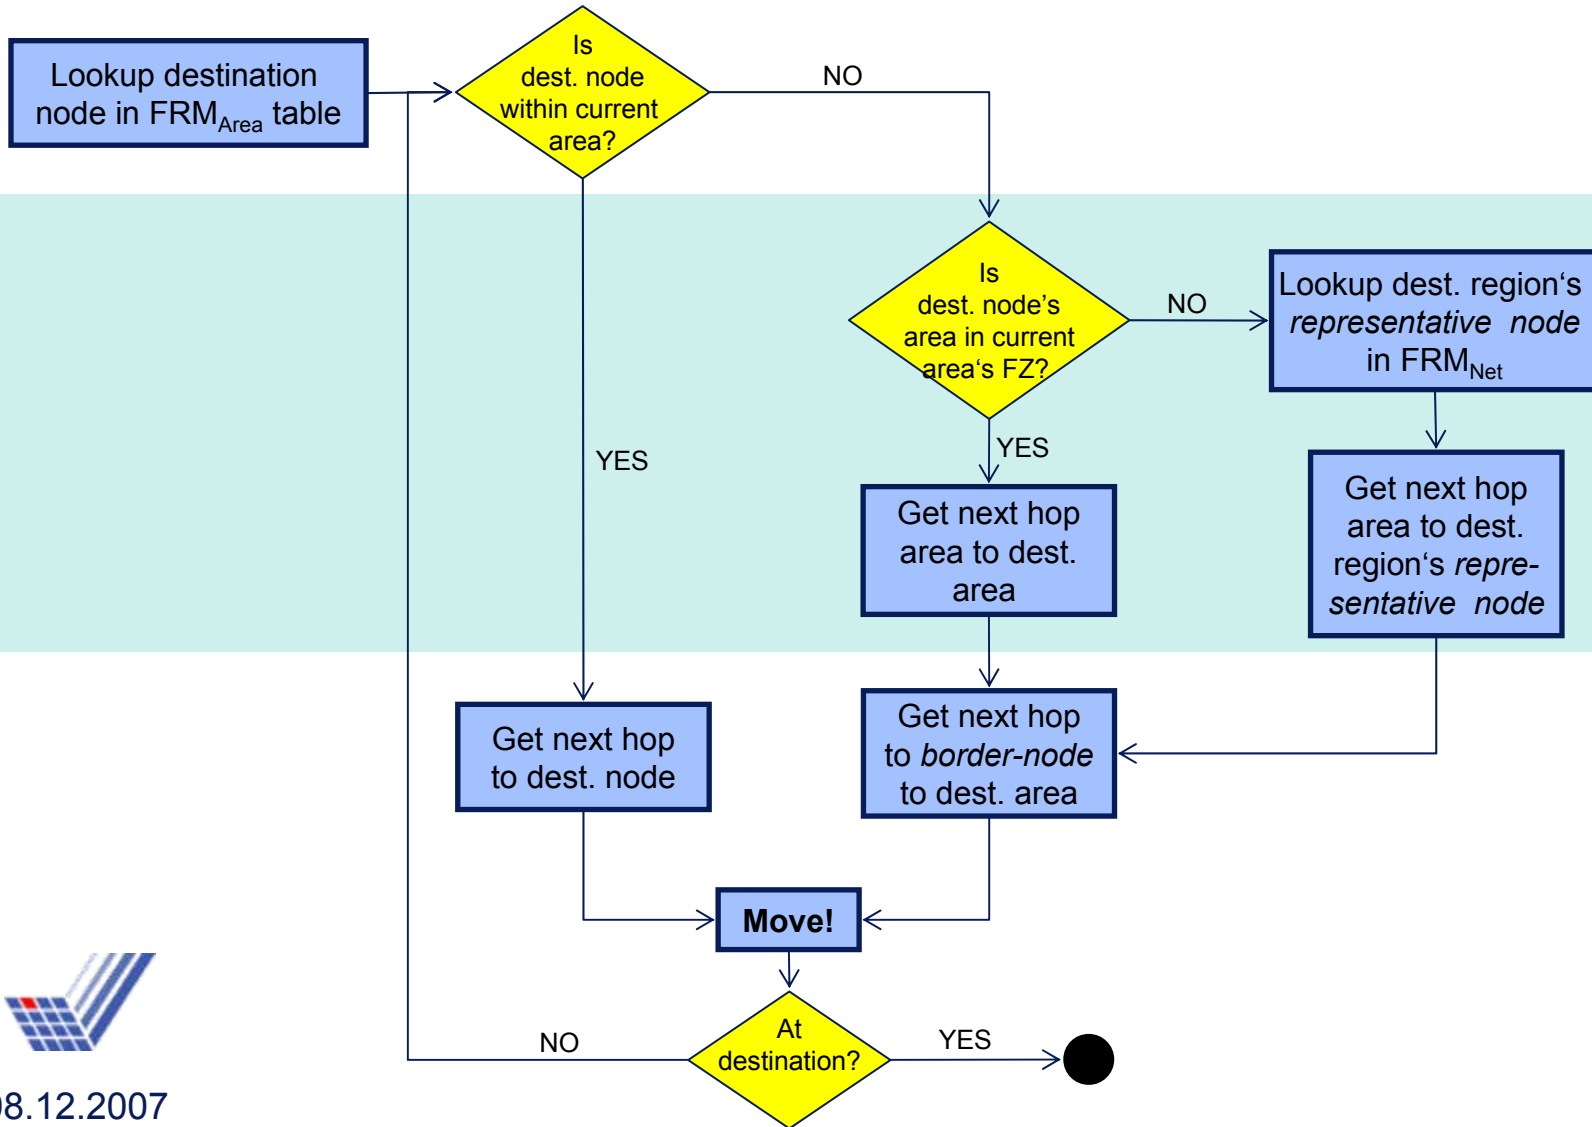 Lookup destination
node in FRM_Area table
Is
dest. node
within current
area?
NO
Is
dest. node's
area in current
area‘s FZ?
NO
Lookup dest. region‘s
representative node
in FRM_Net
YES
YES
Get next hop
area to dest.
area
Get next hop
area to dest.
region‘s repre-
sentative node
Get next hop
to dest. node
Get next hop
to border-node
to dest. area
Move!
At
destination?
NO
YES
08.12.2007